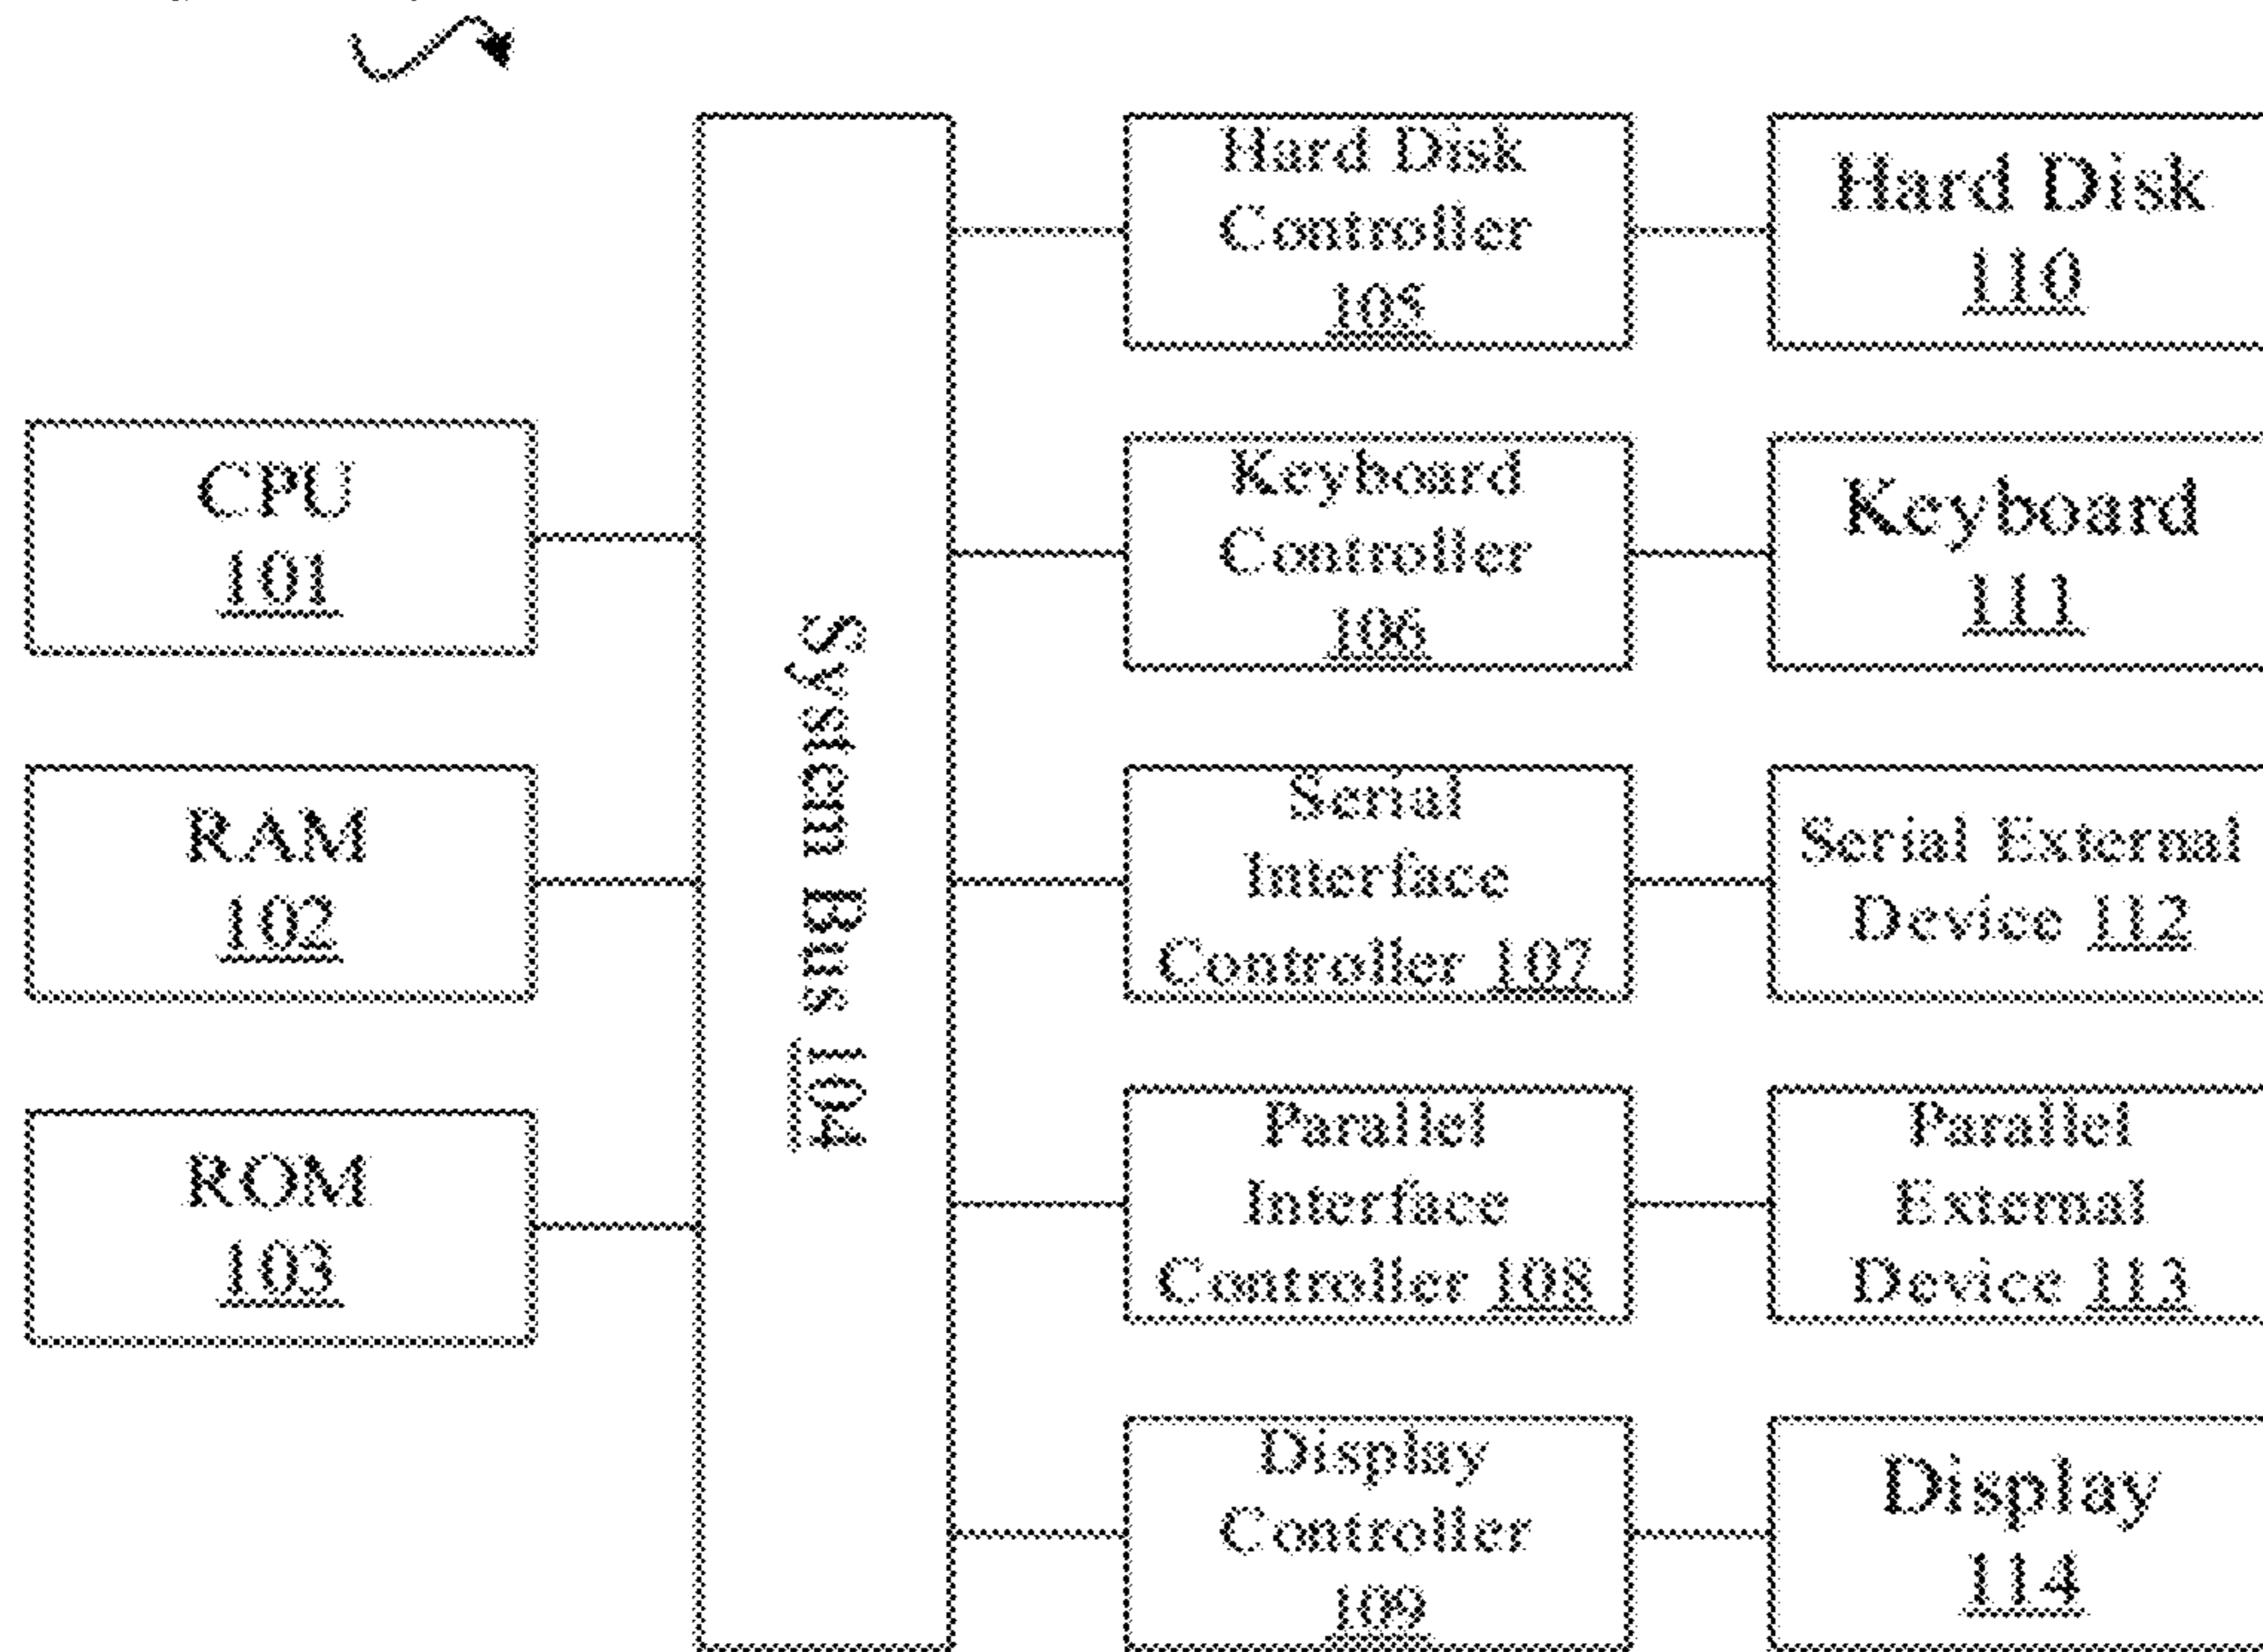 Hard Disk
Controller
105
Hard Disk
110
CPU
101
Keyboard
Controller
106
Keyboard
111
System Bus 104
RAM
102
Serial
Interface
Controller 107
Serial External
Device 112
ROM
103
Parallel
Interface
Controller 108
Parallel
External
Device 113
Display
Controller
109
Display
114